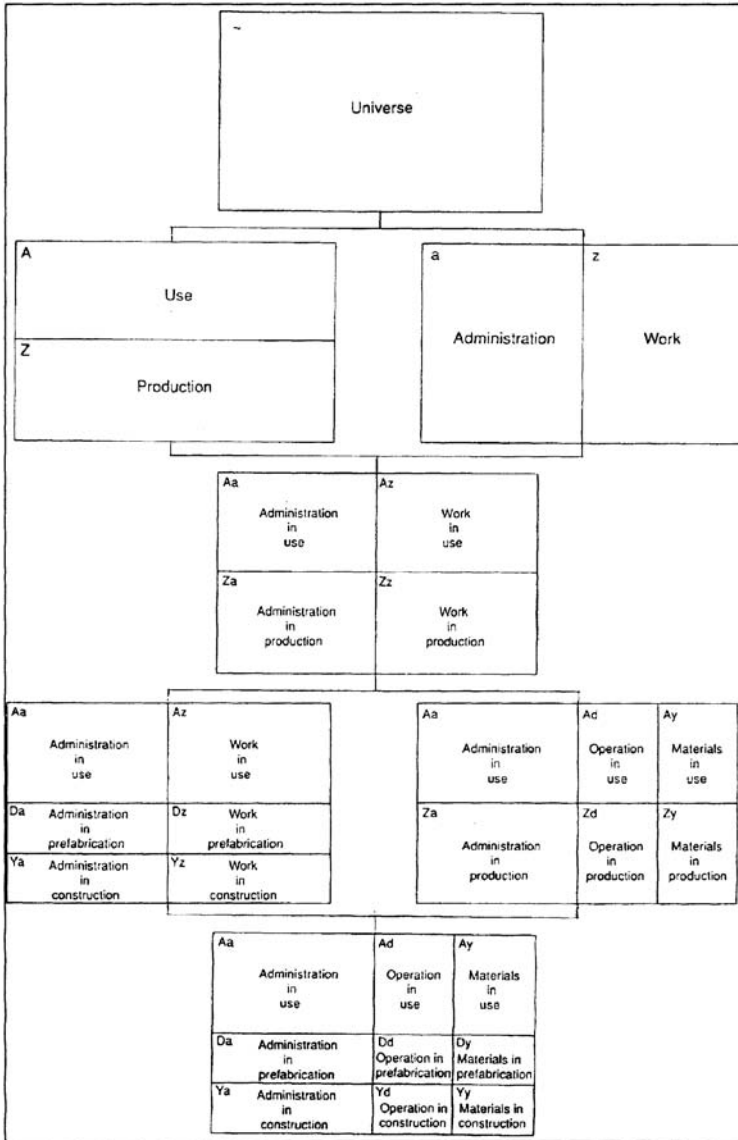 ~
Universe
A
Use
Z
Production
a
Administration
z
Work
Aa
Administration
in
use
Az
Work
in
use
Za
Administration
in
production
Zz
Work
in
production
Aa
Administration
in
use
Az
Work
in
use
Da
Administration
in
prefabrication
Dz
Work
in
prefabrication
Ya
Administration
in
construction
Yz
Work
in
construction
Aa
Administration
in
use
Ad
Operation
in
use
Ay
Materials
in
use
Za
Administration
in
production
Zd
Operation
in
production
Zy
Materials
in
production
Aa
Administration
in
use
Ad
Operation
in
use
Ay
Materials
in
use
Da
Administration
in
prefabrication
Dd
Operation in
prefabrication
Dy
Materials in
prefabrication
Ya
Administration
in
construction
Yd
Operation in
construction
Yy
Materials in
construction